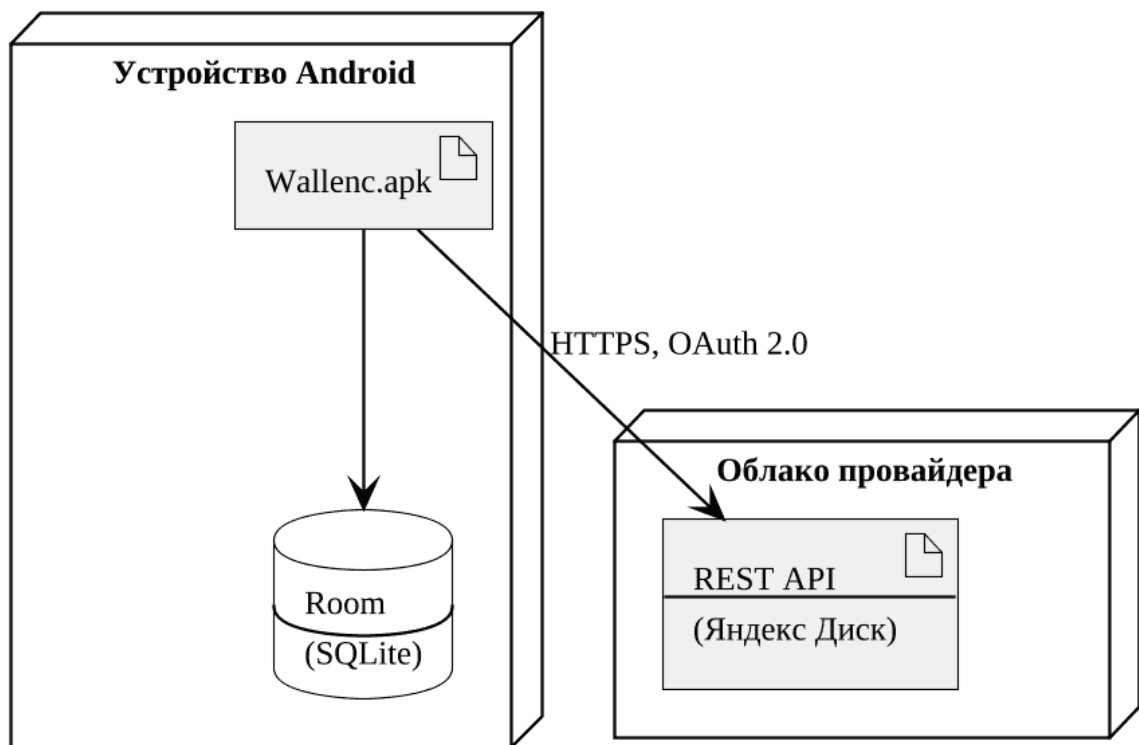 Устройство Android
Wallenc.apk
HTTPS, OAuth 2.0
Облако провайдера
Room
(SQLite)
REST API
(Яндекс Диск)